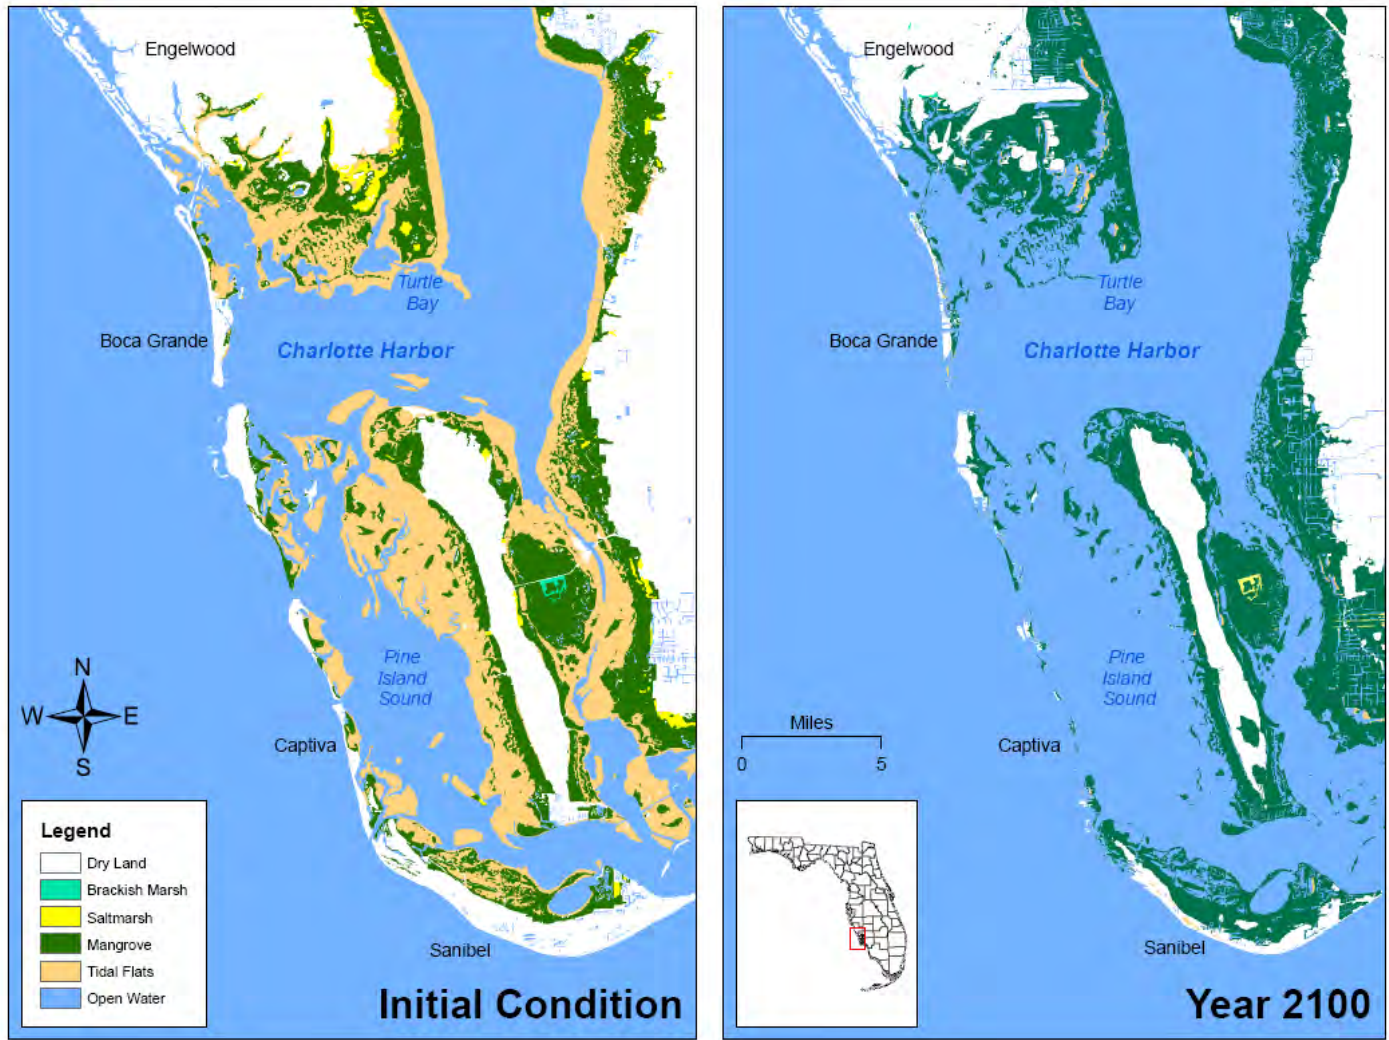 Engelwood
Turtle
Bay
Boca Grande
Charlotte Harbor
Pine
Island
Sound
N
W
E
S
Captiva
Legend
Dry Land
Brackish Marsh
Saltmarsh
Mangrove
Tidal Flats
Open Water
Sanibel
Initial Condition
Engelwood
Turtle
Bay
Boca Grande
Charlotte Harbor
Pine
Island
Sound
Miles
0 5
Captiva
Sanibel
Year 2100